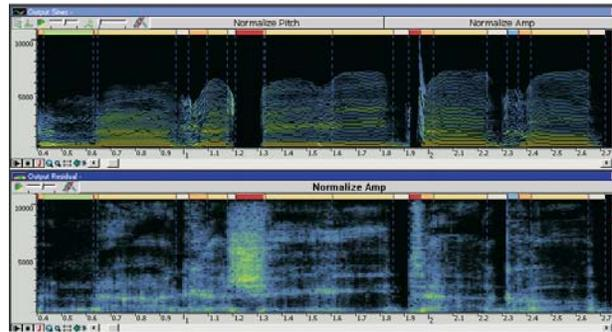 Output Sines -
Normalize Pitch Normalize Amp
10000
5000
0.4 0.5 0.6 0.7 0.8 0.9 1 1.1 1.2 1.3 1.4 1.5 1.6 1.7 1.8 1.9 2 2.1 2.2 2.3 2.4 2.5 2.6 2.7
Output Residual -
Normalize Amp
10000
5000
0.4 0.5 0.6 0.7 0.8 0.9 1 1.1 1.2 1.3 1.4 1.5 1.6 1.7 1.8 1.9 2 2.1 2.2 2.3 2.4 2.5 2.6 2.7